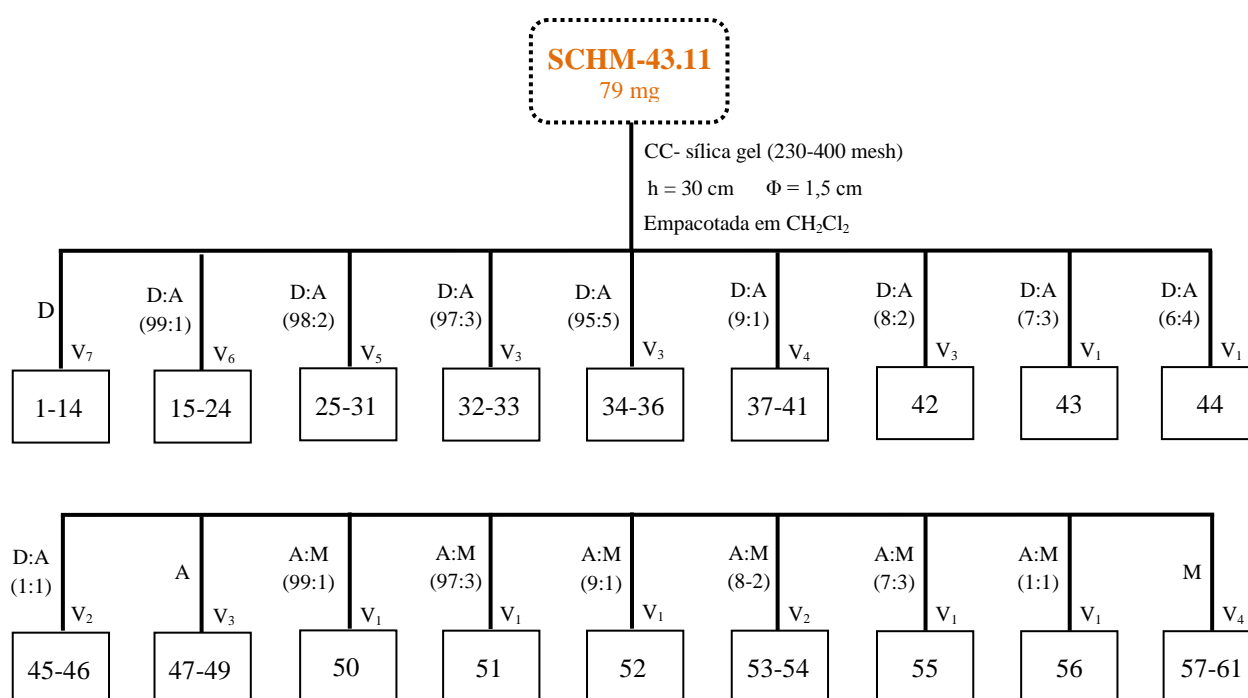 SCHM-43.11
79 mg
CC- sílica gel (230-400 mesh)
h = 30 cm Φ = 1,5 cm
Empacotada em CH₂Cl₂
D
V₇
1-14
D:A
(99:1)
V₆
15-24
D:A
(98:2)
V₅
25-31
D:A
(97:3)
V₃
32-33
D:A
(95:5)
V₃
34-36
D:A
(9:1)
V₄
37-41
D:A
(8:2)
V₃
42
D:A
(7:3)
V₁
43
D:A
(6:4)
V₁
44
D:A
(1:1)
V₂
45-46
A
V₃
47-49
A:M
(99:1)
V₁
50
A:M
(97:3)
V₁
51
A:M
(9:1)
V₁
52
A:M
(8-2)
V₂
53-54
A:M
(7:3)
V₁
55
A:M
(1:1)
V₁
56
M
V₄
57-61